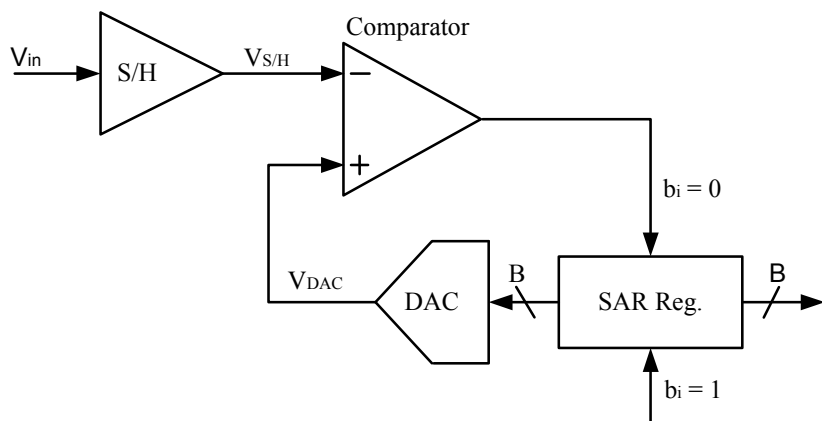 Comparator
Vin
S/H
VS/H
−
+
bi = 0
VDAC
DAC
B
SAR Reg.
B
bi = 1